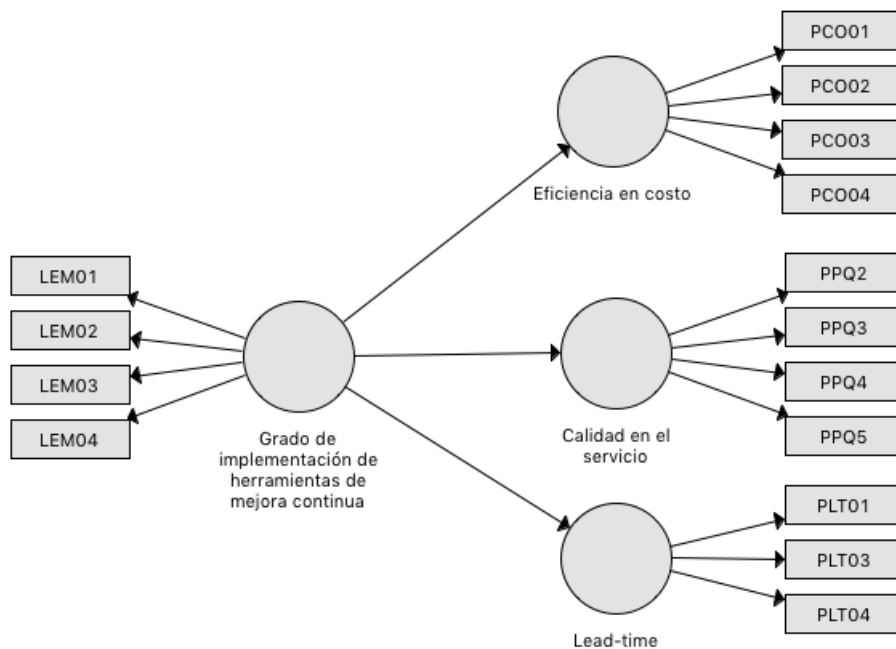 PCO01
PCO02
PCO03
PCO04
Eficiencia en costo
LEM01
LEM02
LEM03
LEM04
Grado de
implementación de
herramientas de
mejora continua
PPQ2
PPQ3
PPQ4
PPQ5
Calidad en el
servicio
PLT01
PLT03
PLT04
Lead-time